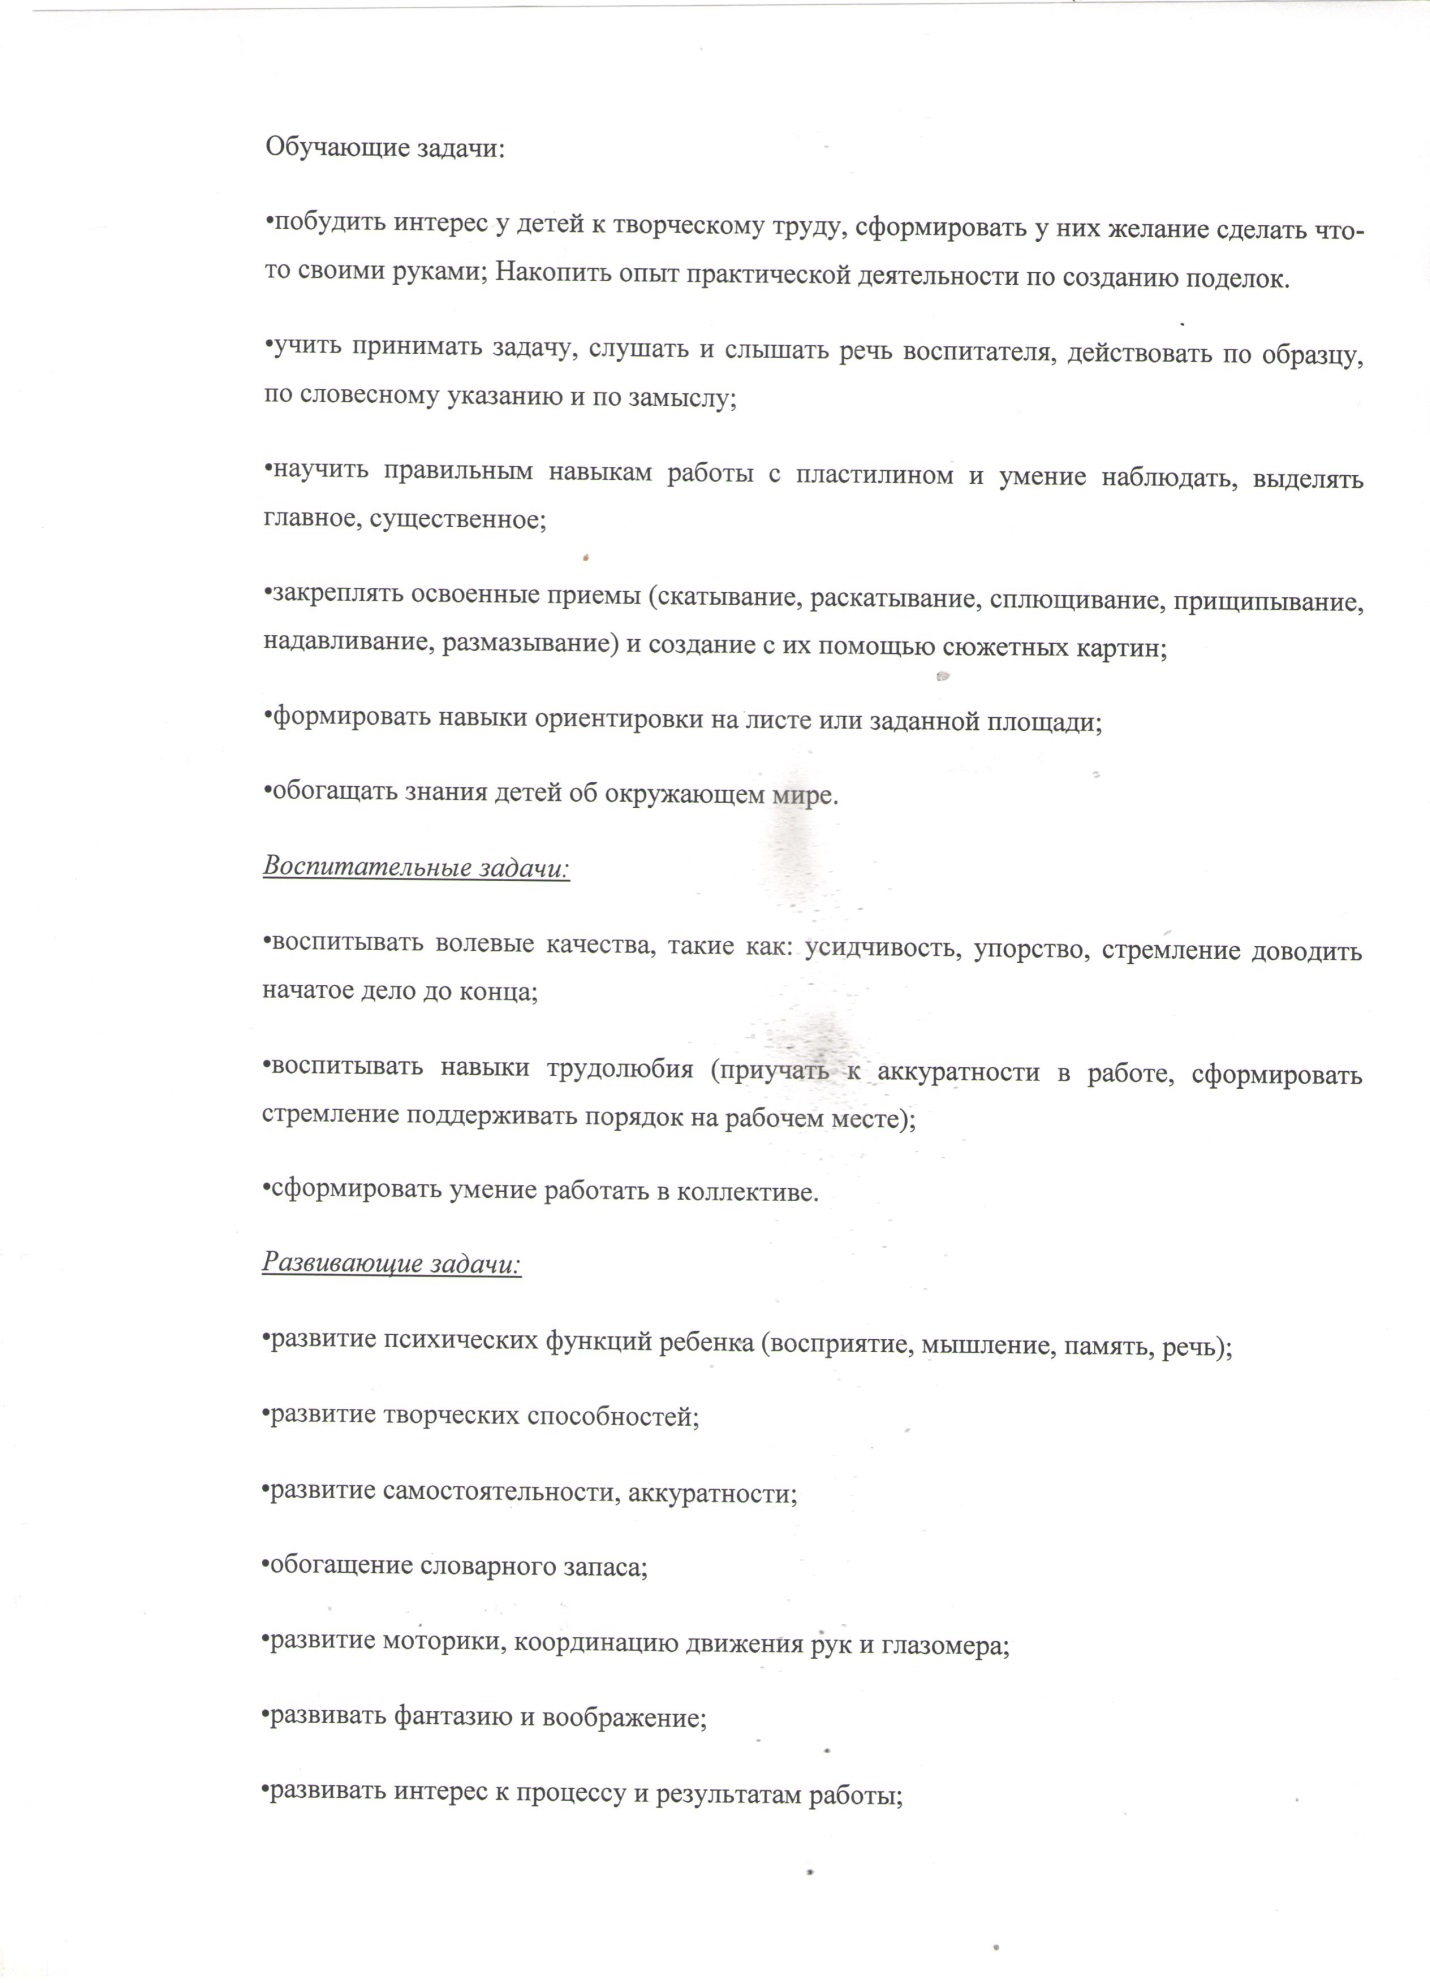 Обучающие задачи:
•побудить интерес у детей к творческому труду, сформировать у них желание сделать что-
то своими руками; Накопить опыт практической деятельности по созданию поделок.
•учить принимать задачу, слушать и слышать речь воспитателя, действовать по образцу,
по словесному указанию и по замыслу;
•научить правильным навыкам работы с пластилином и умение наблюдать, выделять
главное, существенное;
•закреплять освоенные приемы (скатывание, раскатывание, сплющивание, прищипывание,
надавливание, размазывание) и создание с их помощью сюжетных картин;
•формировать навыки ориентировки на листе или заданной площади;
•обогащать знания детей об окружающем мире.
Воспитательные задачи:
•воспитывать волевые качества, такие как: усидчивость, упорство, стремление доводить
начатое дело до конца;
•воспитывать навыки трудолюбия (приучать к аккуратности в работе, сформировать
стремление поддерживать порядок на рабочем месте);
•сформировать умение работать в коллективе.
Развивающие задачи:
•развитие психических функций ребенка (восприятие, мышление, память, речь);
•развитие творческих способностей;
•развитие самостоятельности, аккуратности;
•обогащение словарного запаса;
•развитие моторики, координацию движения рук и глазомера;
•развивать фантазию и воображение;
•развивать интерес к процессу и результатам работы;